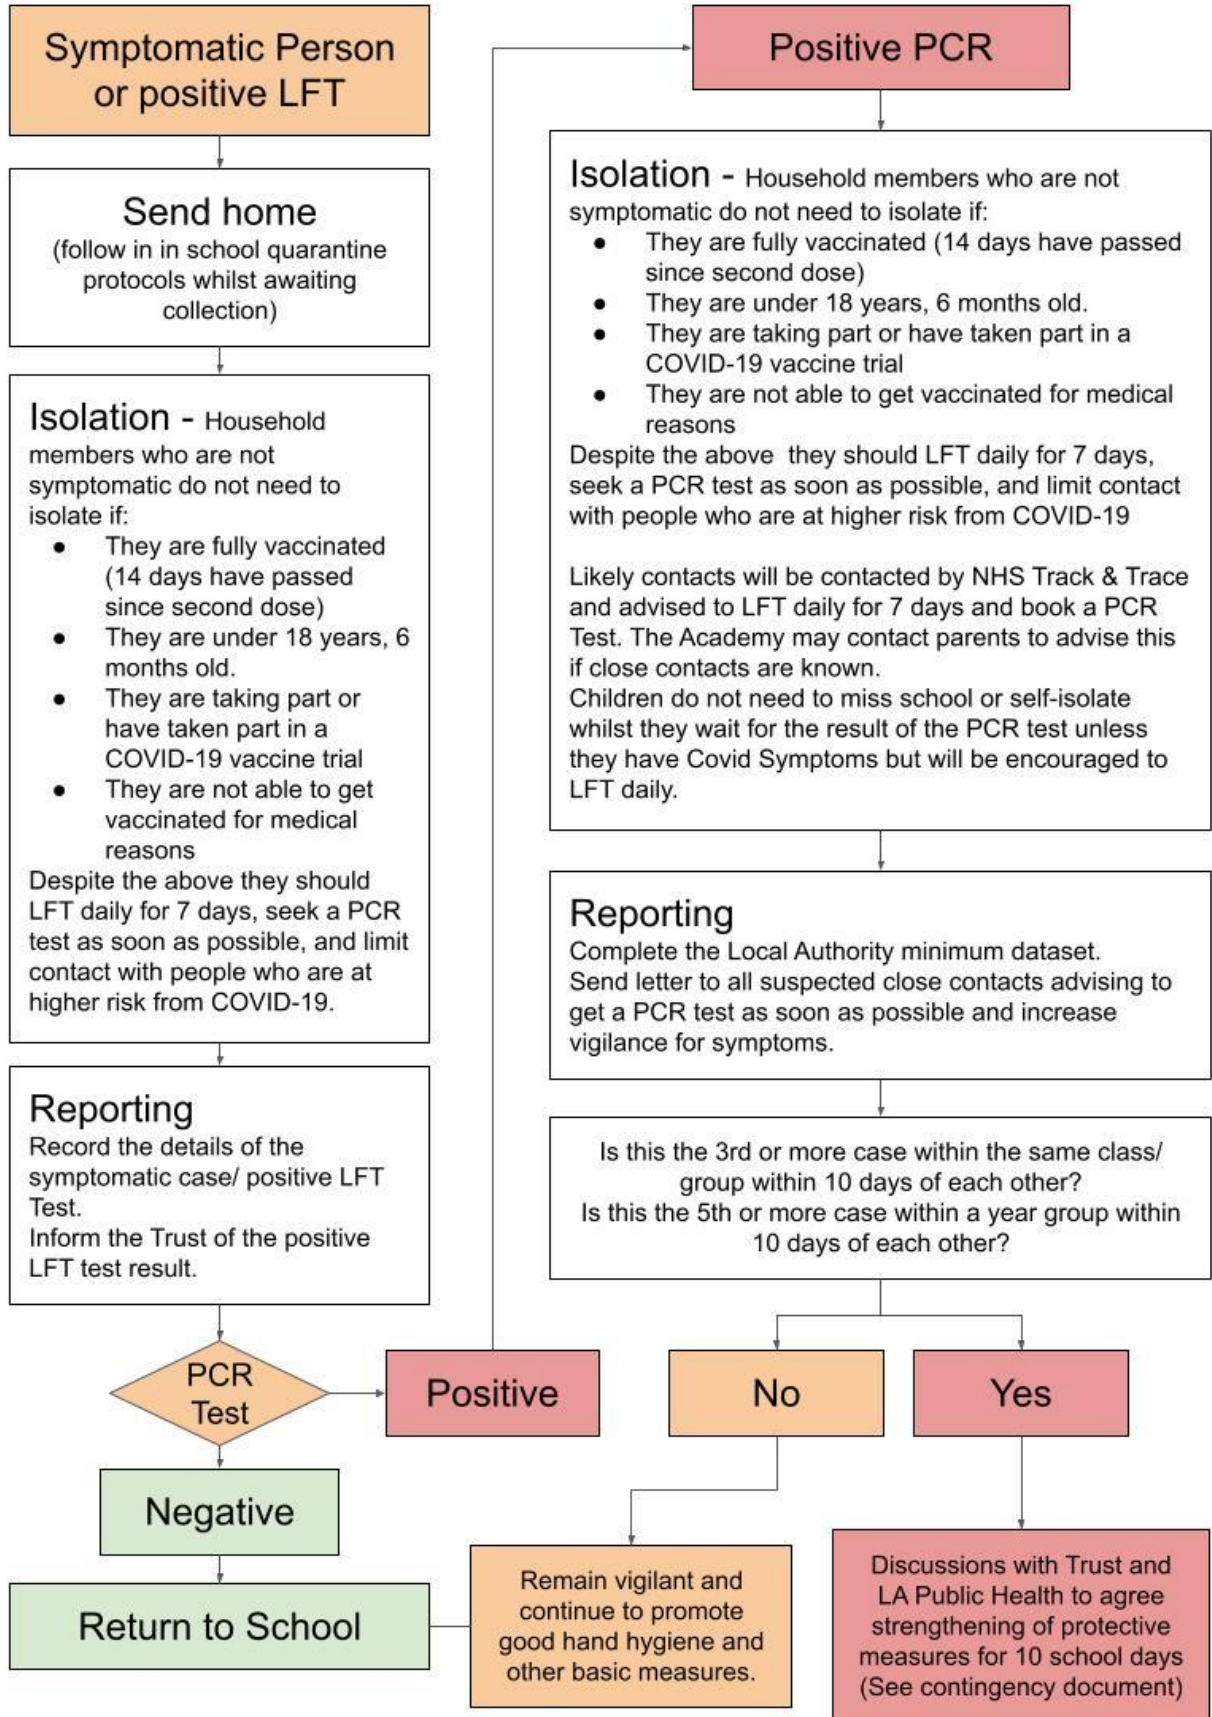 Symptomatic Person
or positive LFT
Send home
(follow in in school quarantine
protocols whilst awaiting
collection)
Isolation - Household
members who are not
symptomatic do not need to
isolate if:
● They are fully vaccinated
(14 days have passed
since second dose)
● They are under 18 years, 6
months old.
● They are taking part or
have taken part in a
COVID-19 vaccine trial
● They are not able to get
vaccinated for medical
reasons
Despite the above they should
LFT daily for 7 days, seek a PCR
test as soon as possible, and limit
contact with people who are at
higher risk from COVID-19.
Reporting
Record the details of the
symptomatic case/ positive LFT
Test.
Inform the Trust of the positive
LFT test result.
PCR
Test
Positive
Negative
Return to School
Positive PCR
Isolation - Household members who are not
symptomatic do not need to isolate if:
● They are fully vaccinated (14 days have passed
since second dose)
● They are under 18 years, 6 months old.
● They are taking part or have taken part in a
COVID-19 vaccine trial
● They are not able to get vaccinated for medical
reasons
Despite the above they should LFT daily for 7 days,
seek a PCR test as soon as possible, and limit contact
with people who are at higher risk from COVID-19
Likely contacts will be contacted by NHS Track & Trace
and advised to LFT daily for 7 days and book a PCR
Test. The Academy may contact parents to advise this
if close contacts are known.
Children do not need to miss school or self-isolate
whilst they wait for the result of the PCR test unless
they have Covid Symptoms but will be encouraged to
LFT daily.
Reporting
Complete the Local Authority minimum dataset.
Send letter to all suspected close contacts advising to
get a PCR test as soon as possible and increase
vigilance for symptoms.
Is this the 3rd or more case within the same class/
group within 10 days of each other?
Is this the 5th or more case within a year group within
10 days of each other?
No
Yes
Remain vigilant and
continue to promote
good hand hygiene and
other basic measures.
Discussions with Trust and
LA Public Health to agree
strengthening of protective
measures for 10 school days
(See contingency document)